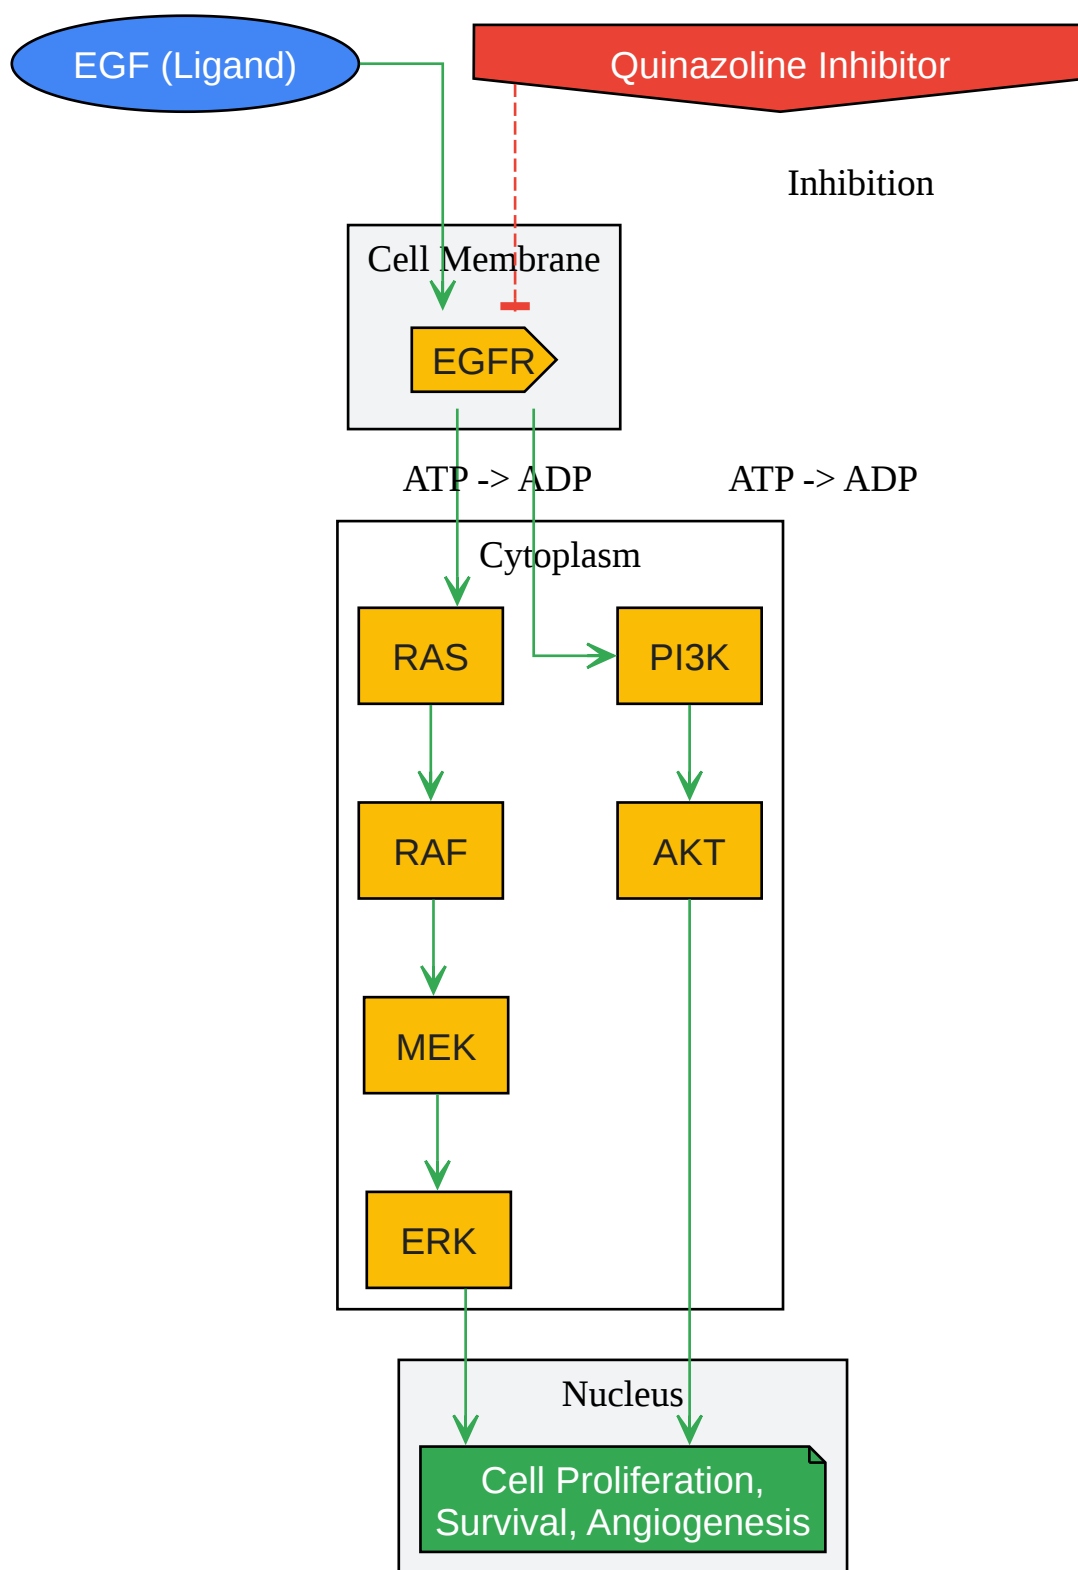 EGF (Ligand)
Quinazoline Inhibitor
Inhibition
Cell Membrane
EGFR
ATP -> ADP
ATP -> ADP
Cytoplasm
RAS
PI3K
RAF
AKT
MEK
ERK
Nucleus
Cell Proliferation,
Survival, Angiogenesis